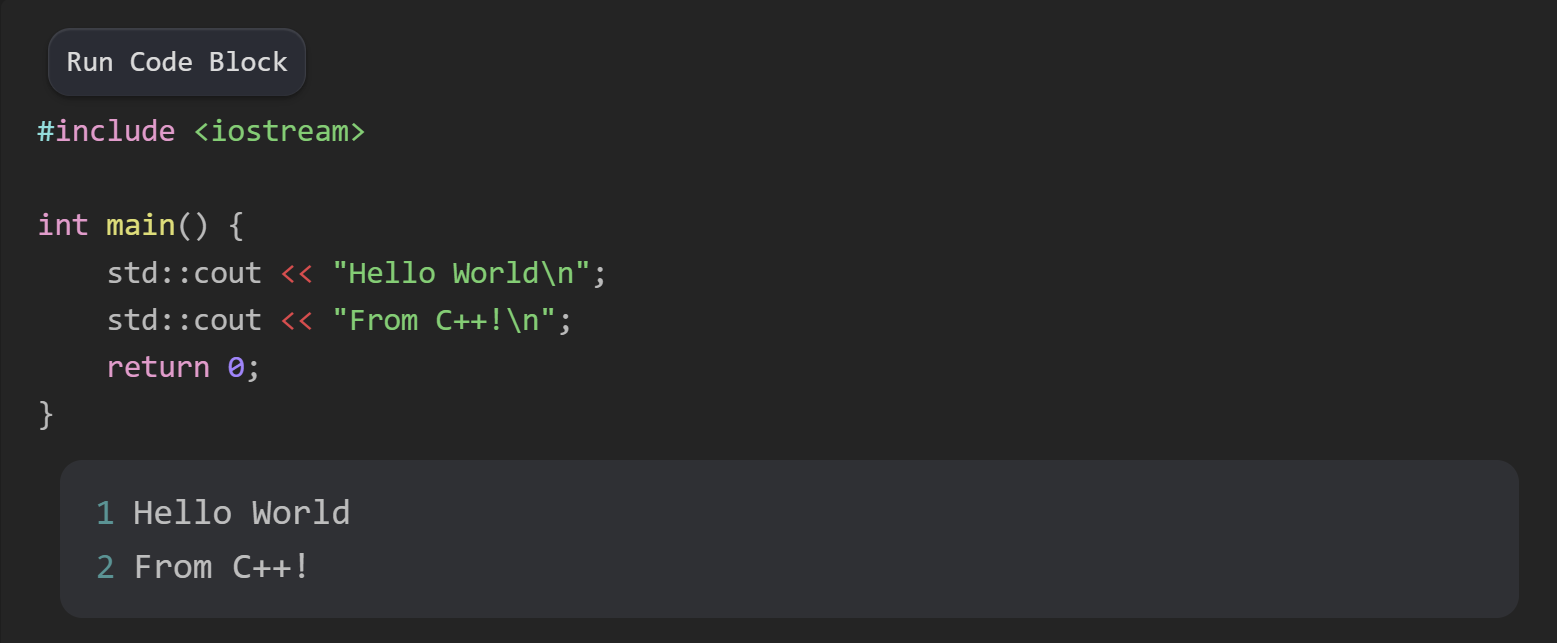 Run Code Block
#include <iostream>
int main() {
    std::cout << "Hello World\n";
    std::cout << "From C++!\n";
    return 0;
}
1 Hello World
2 From C++!